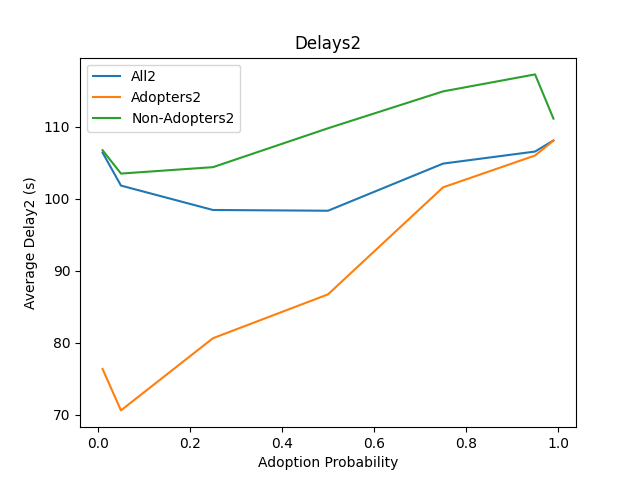 Delays2
All2
Adopters2
Non-Adopters2
Average Delay2 (s)
110
100
90
80
70
0.0 0.2 0.4 0.6 0.8 1.0
Adoption Probability